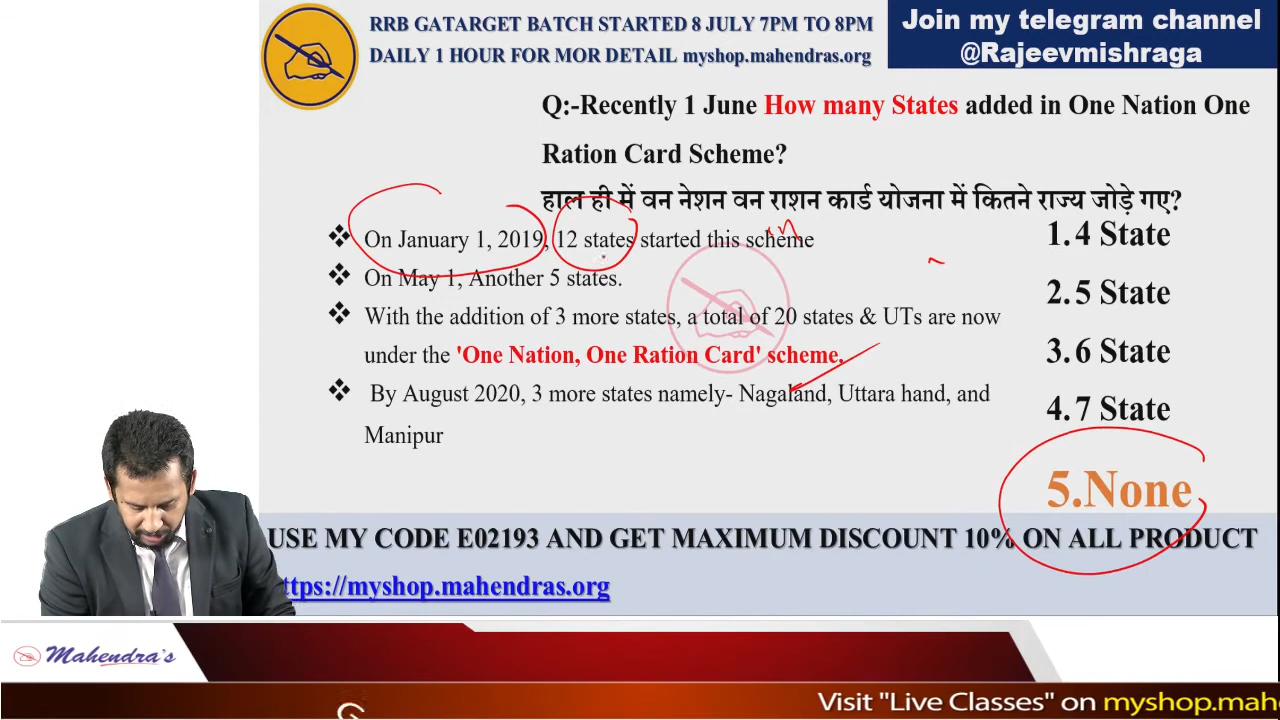 RRB GATARGET BATCH STARTED 8 JULY 7PM TO 8PM
DAILY 1 HOUR FOR MOR DETAIL myshop.mahendras.org
Join my telegram channel
@Rajeevmishraga
Q:-Recently 1 June How many States added in One Nation One
Ration Card Scheme?
हाल ही में वन नेशन वन राशन कार्ड योजना में कितने राज्य जोड़े गए?
❖ On January 1, 2019, 12 states started this scheme
in
❖ On May 1, Another 5 states.
❖ With the addition of 3 more states, a total of 20 states & UTs are now
under the 'One Nation, One Ration Card' scheme.
❖ By August 2020, 3 more states namely- Nagaland, Uttara hand, and
Manipur
1.4 State
2.5 State
3.6 State
4.7 State
5.None
USE MY CODE E02193 AND GET MAXIMUM DISCOUNT 10% ON ALL PRODUCT
ttps://myshop.mahendras.org
Mahendra's
Visit "Live Classes" on myshop.mah